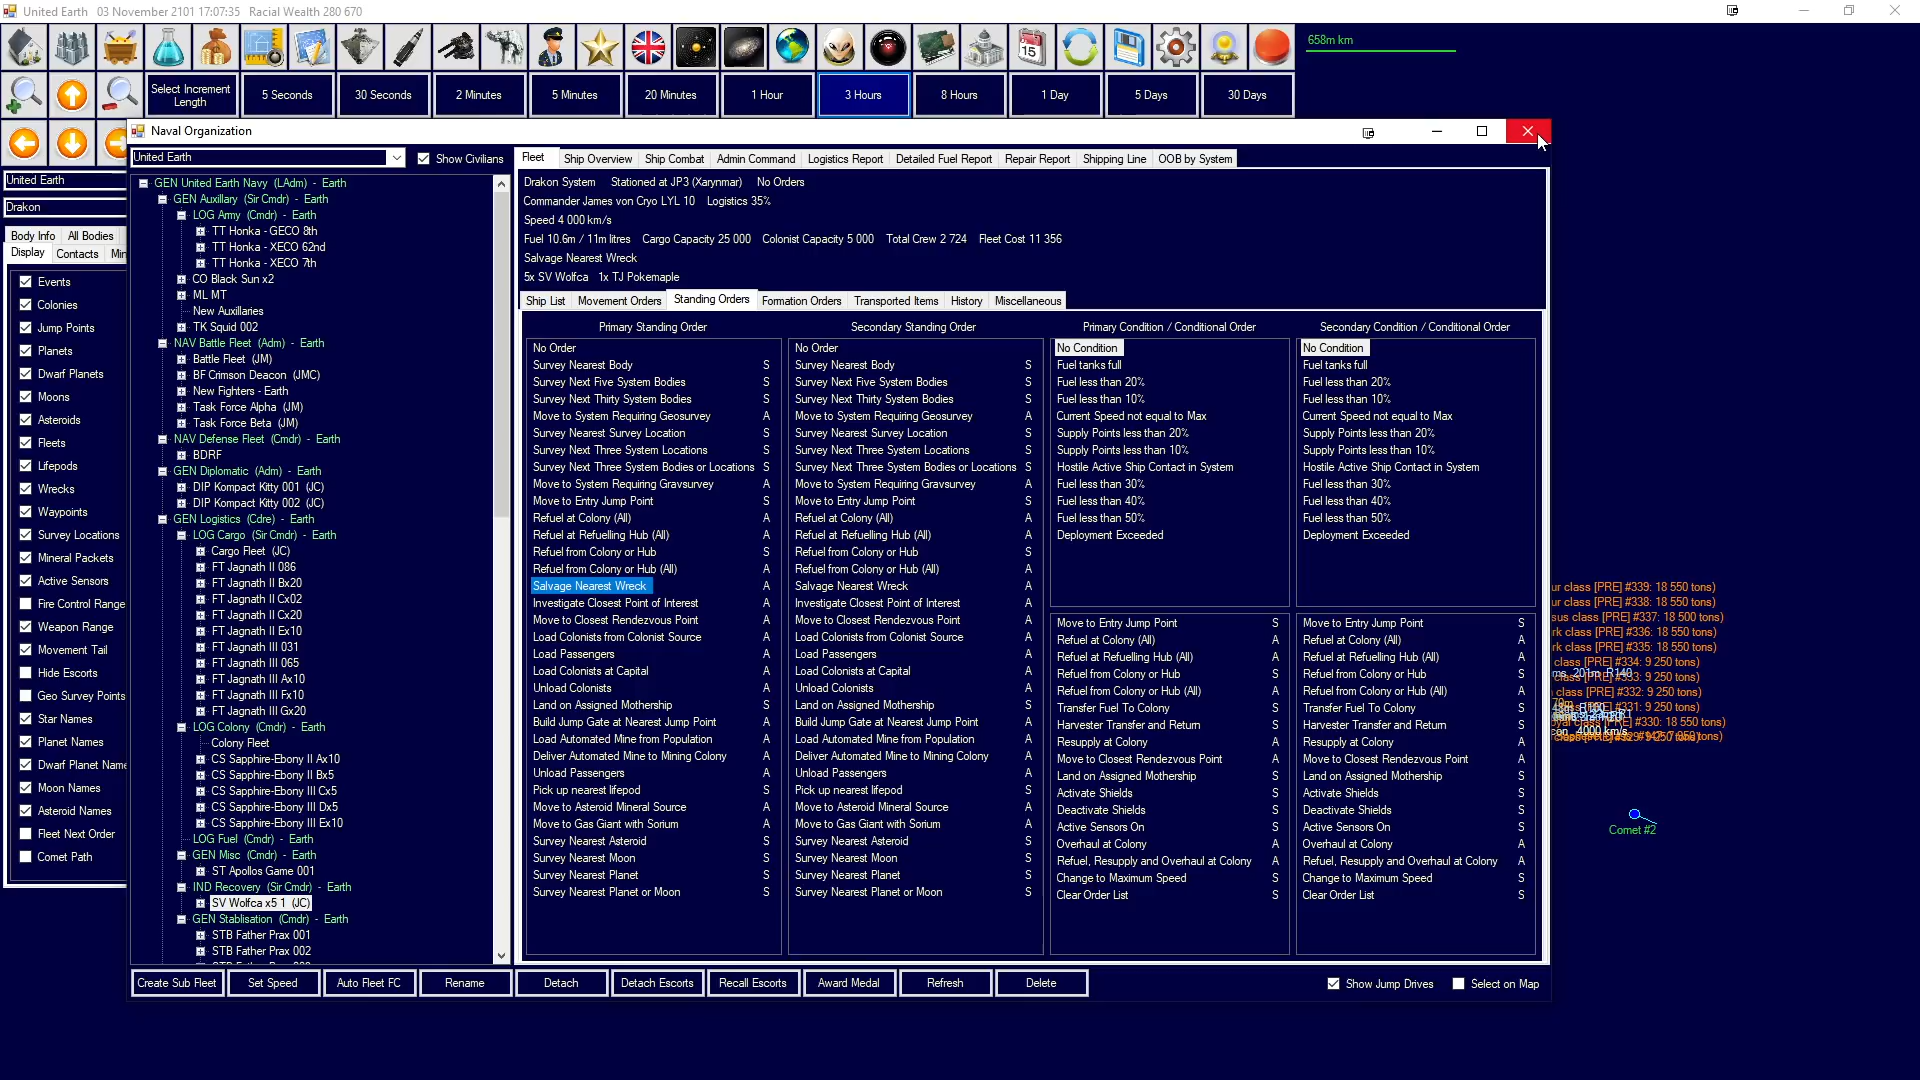 United Earth 03 November 2101 17:07:35 Racial Wealth 280 670
658m km
Select Increment Length
5 Seconds
30 Seconds
2 Minutes
5 Minutes
20 Minutes
1 Hour
3 Hours
8 Hours
1 Day
5 Days
30 Days
United Earth
Drakon
Body Info All Bodies
Display Contacts
Events
Colonies
Jump Points
Planets
Dwarf Planets
Moons
Asteroids
Fleets
Lifepods
Wrecks
Waypoints
Survey Locations
Mineral Packets
Active Sensors
Fire Control Range
Weapon Range
Movement Tail
Hide Escorts
Geo Survey Points
Star Names
Planet Names
Dwarf Planet Name
Moon Names
Asteroid Names
Fleet Next Order
Comet Path
Naval Organization
United Earth
Show Civilians
GEN United Earth Navy (LAdm) - Earth
GEN Auxillary (Sir Cmdr) - Earth
LOG Army (Cmdr) - Earth
TT Honka - GECO 8th
TT Honka - XECO 62nd
TT Honka - XECO 7th
CO Black Sun x2
ML MT
New Auxillaries
TK Squid 002
NAV Battle Fleet (Adm) - Earth
Battle Fleet (JM)
BF Crimson Deacon (JMC)
New Fighters - Earth
Task Force Alpha (JM)
Task Force Beta (JM)
NAV Defense Fleet (Cmdr) - Earth
BDRF
GEN Diplomatic (Adm) - Earth
DIP Kompact Kitty 001 (JC)
DIP Kompact Kitty 002 (JC)
GEN Logistics (Cdre) - Earth
LOG Cargo (Sir Cmdr) - Earth
Cargo Fleet (JC)
FT Jagnath II 086
FT Jagnath II Bx20
FT Jagnath II Cx02
FT Jagnath II Cx20
FT Jagnath II Ex10
FT Jagnath III 031
FT Jagnath III 065
FT Jagnath III Ax10
FT Jagnath III Fx10
FT Jagnath III Gx20
LOG Colony (Cmdr) - Earth
Colony Fleet
CS Sapphire-Ebony II Ax10
CS Sapphire-Ebony II Bx5
CS Sapphire-Ebony III Cx5
CS Sapphire-Ebony III Dx5
CS Sapphire-Ebony III Ex10
LOG Fuel (Cmdr) - Earth
GEN Misc (Cmdr) - Earth
ST Apollos Game 001
IND Recovery (Sir Cmdr) - Earth
SV Wolfca x5 1 (JC)
GEN Stablisation (Cmdr) - Earth
STB Father Prax 001
STB Father Prax 002
Fleet Ship Overview Ship Combat Admin Command Logistics Report Detailed Fuel Report Repair Report Shipping Line OOB by System
Drakon System Stationed at JP3 (Xarynmar) No Orders
Commander James von Cryo LYL 10 Logistics 35%
Speed 4 000 km/s
Fuel 10.6m / 11m litres Cargo Capacity 25 000 Colonist Capacity 5 000 Total Crew 2 724 Fleet Cost 11 356
Salvage Nearest Wreck
5x SV Wolfca 1x TJ Pokemaple
Ship List Movement Orders Standing Orders Formation Orders Transported Items History Miscellaneous
Primary Standing Order
No Order
Survey Nearest Body S
Survey Next Five System Bodies S
Survey Next Thirty System Bodies S
Move to System Requiring Geosurvey A
Survey Nearest Survey Location S
Survey Next Three System Locations S
Survey Next Three System Bodies or Locations S
Move to System Requiring Gravsurvey A
Move to Entry Jump Point S
Refuel at Colony (All) A
Refuel at Refuelling Hub (All) A
Refuel from Colony or Hub S
Refuel from Colony or Hub (All) A
Salvage Nearest Wreck A
Investigate Closest Point of Interest A
Move to Closest Rendezvous Point A
Load Colonists from Colonist Source A
Load Passengers A
Load Colonists at Capital A
Unload Colonists A
Land on Assigned Mothership S
Build Jump Gate at Nearest Jump Point A
Load Automated Mine from Population A
Deliver Automated Mine to Mining Colony A
Unload Passengers A
Pick up nearest lifepod S
Move to Asteroid Mineral Source A
Move to Gas Giant with Sorium A
Survey Nearest Asteroid S
Survey Nearest Moon S
Survey Nearest Planet S
Survey Nearest Planet or Moon S
Secondary Standing Order
No Order
Survey Nearest Body S
Survey Next Five System Bodies S
Survey Next Thirty System Bodies S
Move to System Requiring Geosurvey A
Survey Nearest Survey Location S
Survey Next Three System Locations S
Survey Next Three System Bodies or Locations S
Move to System Requiring Gravsurvey A
Move to Entry Jump Point S
Refuel at Colony (All) A
Refuel at Refuelling Hub (All) A
Refuel from Colony or Hub S
Refuel from Colony or Hub (All) A
Salvage Nearest Wreck A
Investigate Closest Point of Interest A
Move to Closest Rendezvous Point A
Load Colonists from Colonist Source A
Load Passengers A
Load Colonists at Capital A
Unload Colonists A
Land on Assigned Mothership S
Build Jump Gate at Nearest Jump Point A
Load Automated Mine from Population A
Deliver Automated Mine to Mining Colony A
Unload Passengers A
Pick up nearest lifepod S
Move to Asteroid Mineral Source A
Move to Gas Giant with Sorium A
Survey Nearest Asteroid S
Survey Nearest Moon S
Survey Nearest Planet S
Survey Nearest Planet or Moon S
Primary Condition / Conditional Order
No Condition
Fuel tanks full
Fuel less than 20%
Fuel less than 10%
Current Speed not equal to Max
Supply Points less than 20%
Supply Points less than 10%
Hostile Active Ship Contact in System
Fuel less than 30%
Fuel less than 40%
Fuel less than 50%
Deployment Exceeded
Move to Entry Jump Point S
Refuel at Colony (All) A
Refuel at Refuelling Hub (All) A
Refuel from Colony or Hub S
Refuel from Colony or Hub (All) A
Transfer Fuel To Colony S
Harvester Transfer and Return S
Resupply at Colony A
Move to Closest Rendezvous Point A
Land on Assigned Mothership S
Activate Shields S
Deactivate Shields S
Active Sensors On S
Overhaul at Colony A
Refuel, Resupply and Overhaul at Colony A
Change to Maximum Speed S
Clear Order List S
Secondary Condition / Conditional Order
No Condition
Fuel tanks full
Fuel less than 20%
Fuel less than 10%
Current Speed not equal to Max
Supply Points less than 20%
Supply Points less than 10%
Hostile Active Ship Contact in System
Fuel less than 30%
Fuel less than 40%
Fuel less than 50%
Deployment Exceeded
Move to Entry Jump Point S
Refuel at Colony (All) A
Refuel at Refuelling Hub (All) A
Refuel from Colony or Hub S
Refuel from Colony or Hub (All) A
Transfer Fuel To Colony S
Harvester Transfer and Return S
Resupply at Colony A
Move to Closest Rendezvous Point A
Land on Assigned Mothership S
Activate Shields S
Deactivate Shields S
Active Sensors On S
Overhaul at Colony A
Refuel, Resupply and Overhaul at Colony A
Change to Maximum Speed S
Clear Order List S
Create Sub Fleet
Set Speed
Auto Fleet FC
Rename
Detach
Detach Escorts
Recall Escorts
Award Medal
Refresh
Delete
Show Jump Drives
Select on Map
class [PRE] #339: 18 550 tons)
class [PRE] #338: 18 550 tons)
class [PRE] #337: 18 500 tons)
class [PRE] #336: 18 550 tons)
class [PRE] #335: 18 550 tons)
class [PRE] #334: 9 250 tons)
class [PRE] #332: 9 250 tons)
#331: 9 250 tons)
#330: 18 550 tons)
4000 km/s
Comet #2